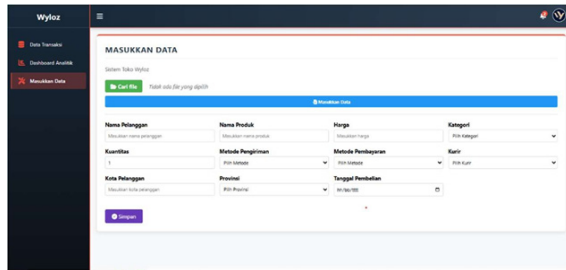 Wyloz
Data Transaksi
Dashboard Analitik
Masukkan Data
MASUKKAN DATA
Sistem Toko Wyloz
Cari file
Tidak ada file yang dipilih
Masukkan Data
Nama Pelanggan
Nama Produk
Harga
Kategori
Masukkan nama pelanggan
Masukkan nama produk
Masukkan harga
Pilih Kategori
Kuantitas
Metode Pengiriman
Metode Pembayaran
Kurir
1
Pilih Metode
Pilih Metode
Pilih Kurir
Kota Pelanggan
Provinsi
Tanggal Pembelian
Masukkan kota pelanggan
Pilih Provinsi
Simpan